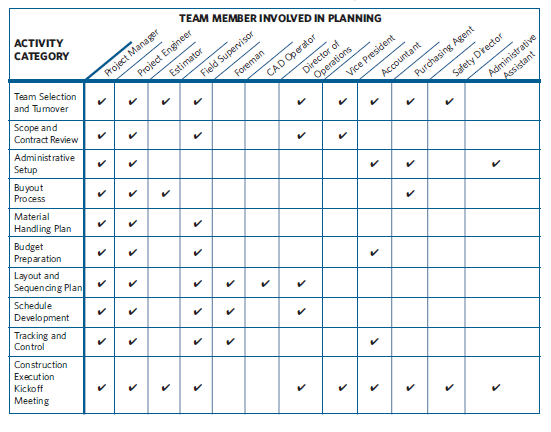 TEAM MEMBER INVOLVED IN PLANNING
ACTIVITY
CATEGORY
Project Manager
Project Engineer
Estimator
Field Supervisor
Foreman
CAD Operator
Director of
Operations
Vice President
Accountant
Purchasing Agent
Safety Director
Administrative
Assistant
Team Selection
and Turnover ✔ ✔ ✔ ✔ ✔ ✔ ✔ ✔ ✔
Scope and
Contract Review ✔ ✔ ✔ ✔ ✔
Administrative
Setup ✔ ✔ ✔ ✔ ✔
Buyout
Process ✔ ✔ ✔ ✔
Material
Handling Plan ✔ ✔ ✔
Budget
Preparation ✔ ✔ ✔ ✔
Layout and
Sequencing Plan ✔ ✔ ✔ ✔ ✔ ✔
Schedule
Development ✔ ✔ ✔ ✔ ✔
Tracking and
Control ✔ ✔ ✔ ✔ ✔
Construction
Execution
Kickoff
Meeting ✔ ✔ ✔ ✔ ✔ ✔ ✔ ✔ ✔ ✔